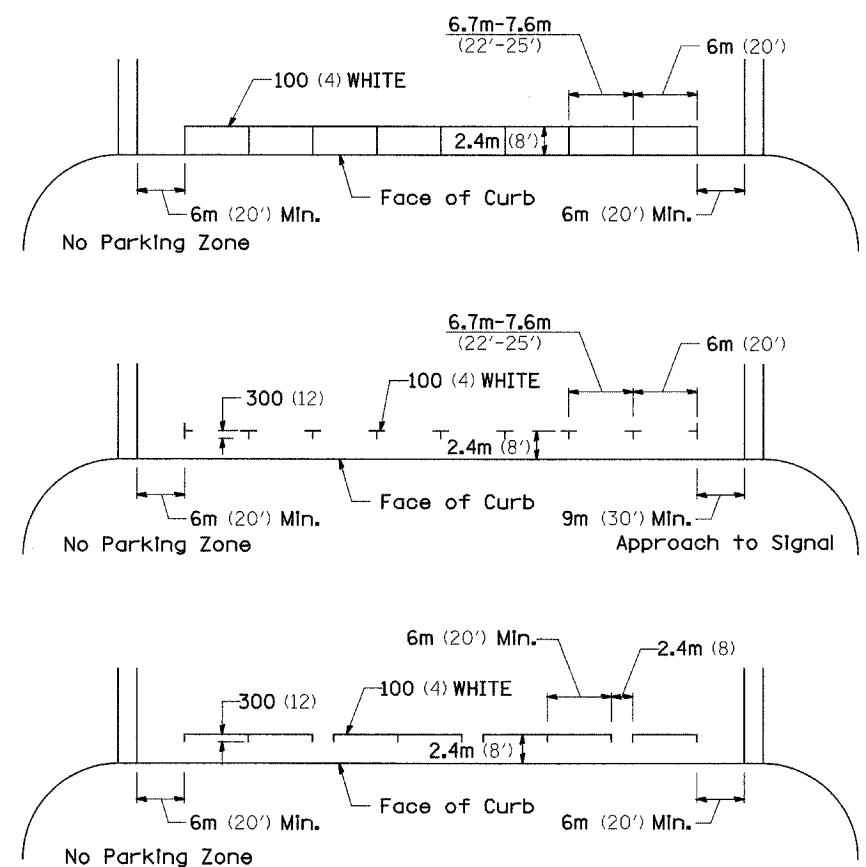 6.7m-7.6m
(22'-25')
6m (20')
100 (4) WHITE
2.4m (8')
Face of Curb
6m (20') Min.
6m (20') Min.
No Parking Zone
6.7m-7.6m
(22'-25')
6m (20')
300 (12)
100 (4) WHITE
2.4m (8')
Face of Curb
6m (20') Min.
9m (30') Min.
No Parking Zone
Approach to Signal
6m (20') Min.
2.4m (8)
300 (12)
100 (4) WHITE
2.4m (8')
Face of Curb
6m (20') Min.
6m (20') Min.
No Parking Zone